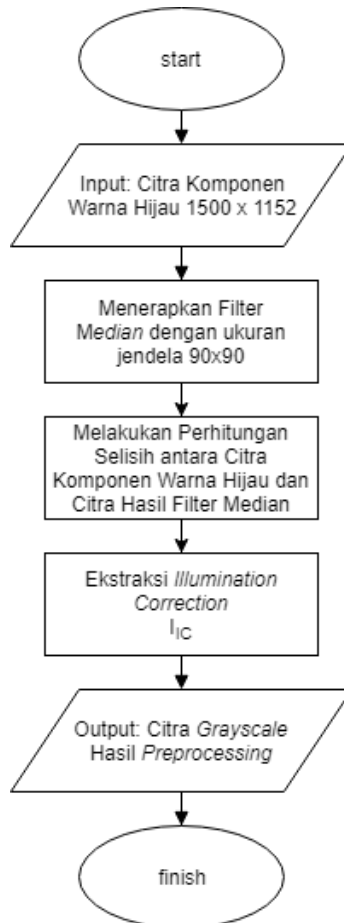 start
Input: Citra Komponen
Warna Hijau 1500 x 1152
Menerapkan Filter
Median dengan ukuran
jendela 90x90
Melakukan Perhitungan
Selisih antara Citra
Komponen Warna Hijau dan
Citra Hasil Filter Median
Ekstraksi Illumination
Correction
I_IC
Output: Citra Grayscale
Hasil Preprocessing
finish